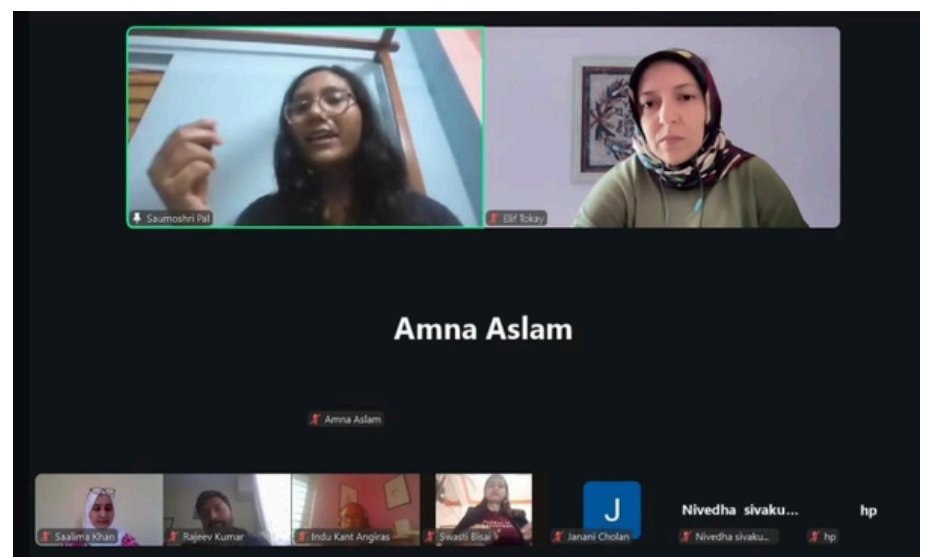 Saumoshri Pal
Elif Tokay
Amna Aslam
Amna Aslam
Saalima Khan
Rajeev Kumar
Indu Kant Angiras
Swasti Bisai
J
Janani Cholan
Nivedha sivaku...
Nivedha sivaku...
hp
hp